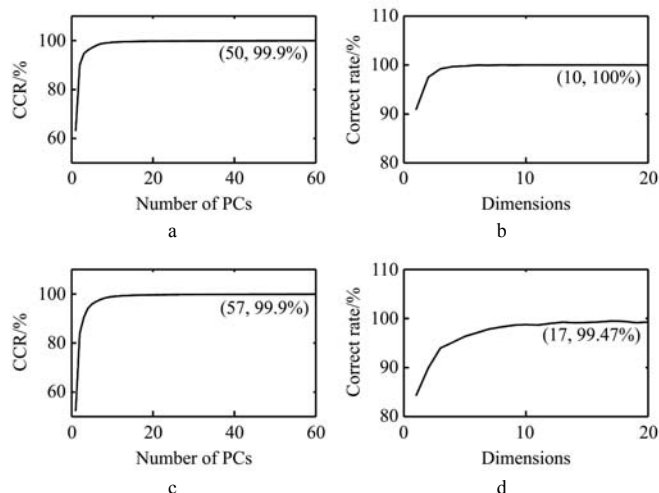 CCR/%
100
80
60
0
20
40
60
(50, 99.9%)
Number of PCs
a
Correct rate/%
110
100
90
80
0
10
20
(10, 100%)
Dimensions
b
CCR/%
100
80
60
0
20
40
60
(57, 99.9%)
Number of PCs
c
Correct rate/%
110
100
90
80
0
10
20
(17, 99.47%)
Dimensions
d